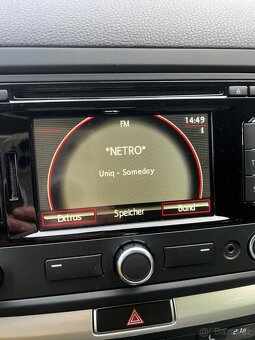 14:49
FM
*NETRO*
Uniq - Someday
Extras
Speicher
Band